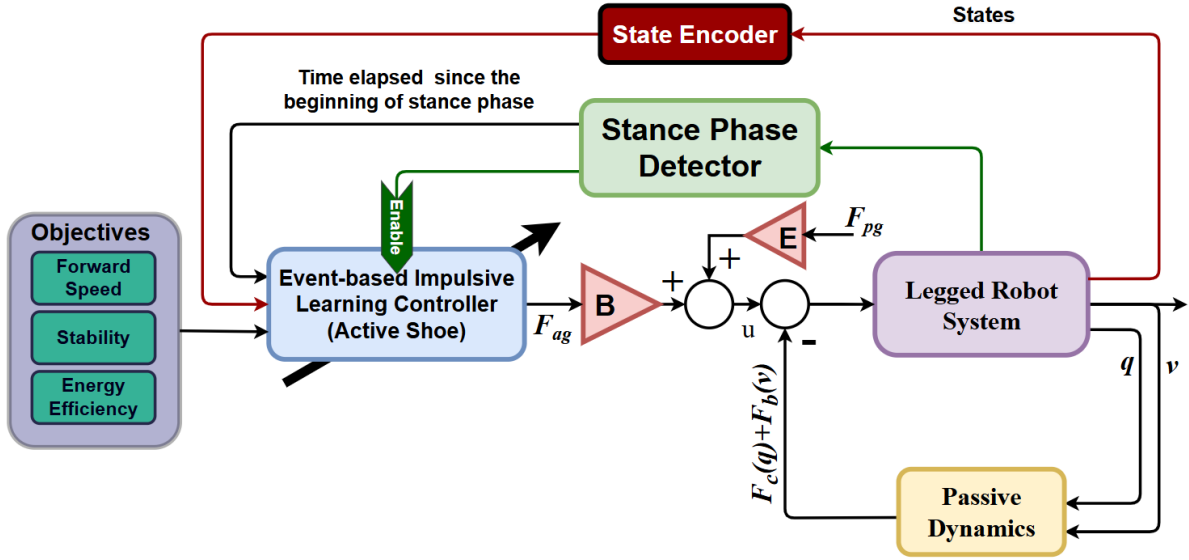 States
State Encoder
Time elapsed since the
beginning of stance phase
Stance Phase
Detector
Enable
Objectives
Forward
Speed
Stability
Energy
Efficiency
Event-based Impulsive
Learning Controller
(Active Shoe)
F_ag
B
+
+
E
F_pg
u
-
Legged Robot
System
q
v
F_c(q)+F_b(v)
Passive
Dynamics